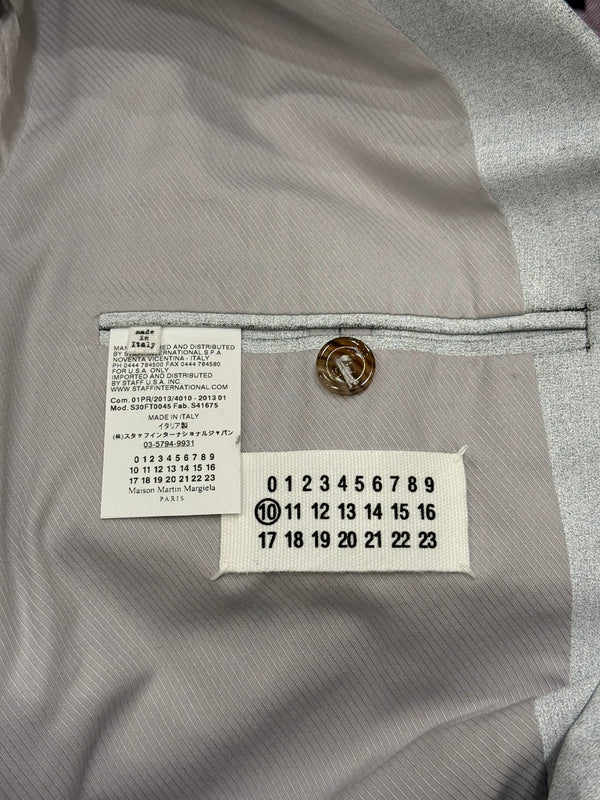 made
in
Italy
AND DISTRIBUTED
BY STAFF INTERNATIONAL S.P.A
NOVENTA VICENTINA - ITALY
PH 0444 784500 FAX 0444 784580
FOR U.S.A.
IMPORTED AND DISTRIBUTED
BY STAFF U.S.A. INC.
WWW.STAFFINTERNATIONAL.COM
Com. 01PR/2013/4010 - 2013 01
Mod. S30FT0045 Fab. S41675
MADE IN ITALY
イタリア製
(株)スタッフインターナショナルジャパン
03-5794-9931
0 1 2 3 4 5 6 7 8 9
10 11 12 13 14 15 16
17 18 19 20 21 22 23
Maison Martin Margiela
PARIS
0 1 2 3 4 5 6 7 8 9
10 11 12 13 14 15 16
17 18 19 20 21 22 23